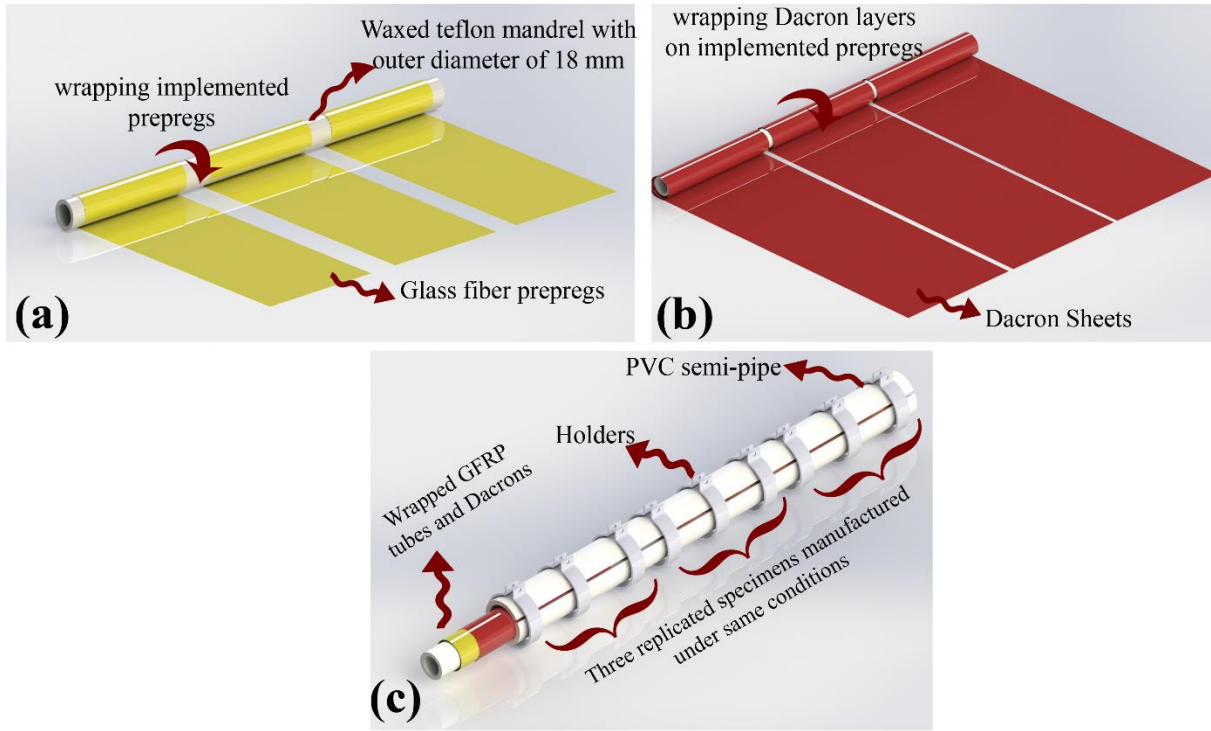 Waxed teflon mandrel with
outer diameter of 18 mm
wrapping implemented
prepregs
Glass fiber prepregs
(a)
wrapping Dacron layers
on implemented prepregs
Dacron Sheets
(b)
PVC semi-pipe
Holders
Wrapped GFRP
tubes and Dacrons
Three replicated specimens manufactured
under same conditions
(c)